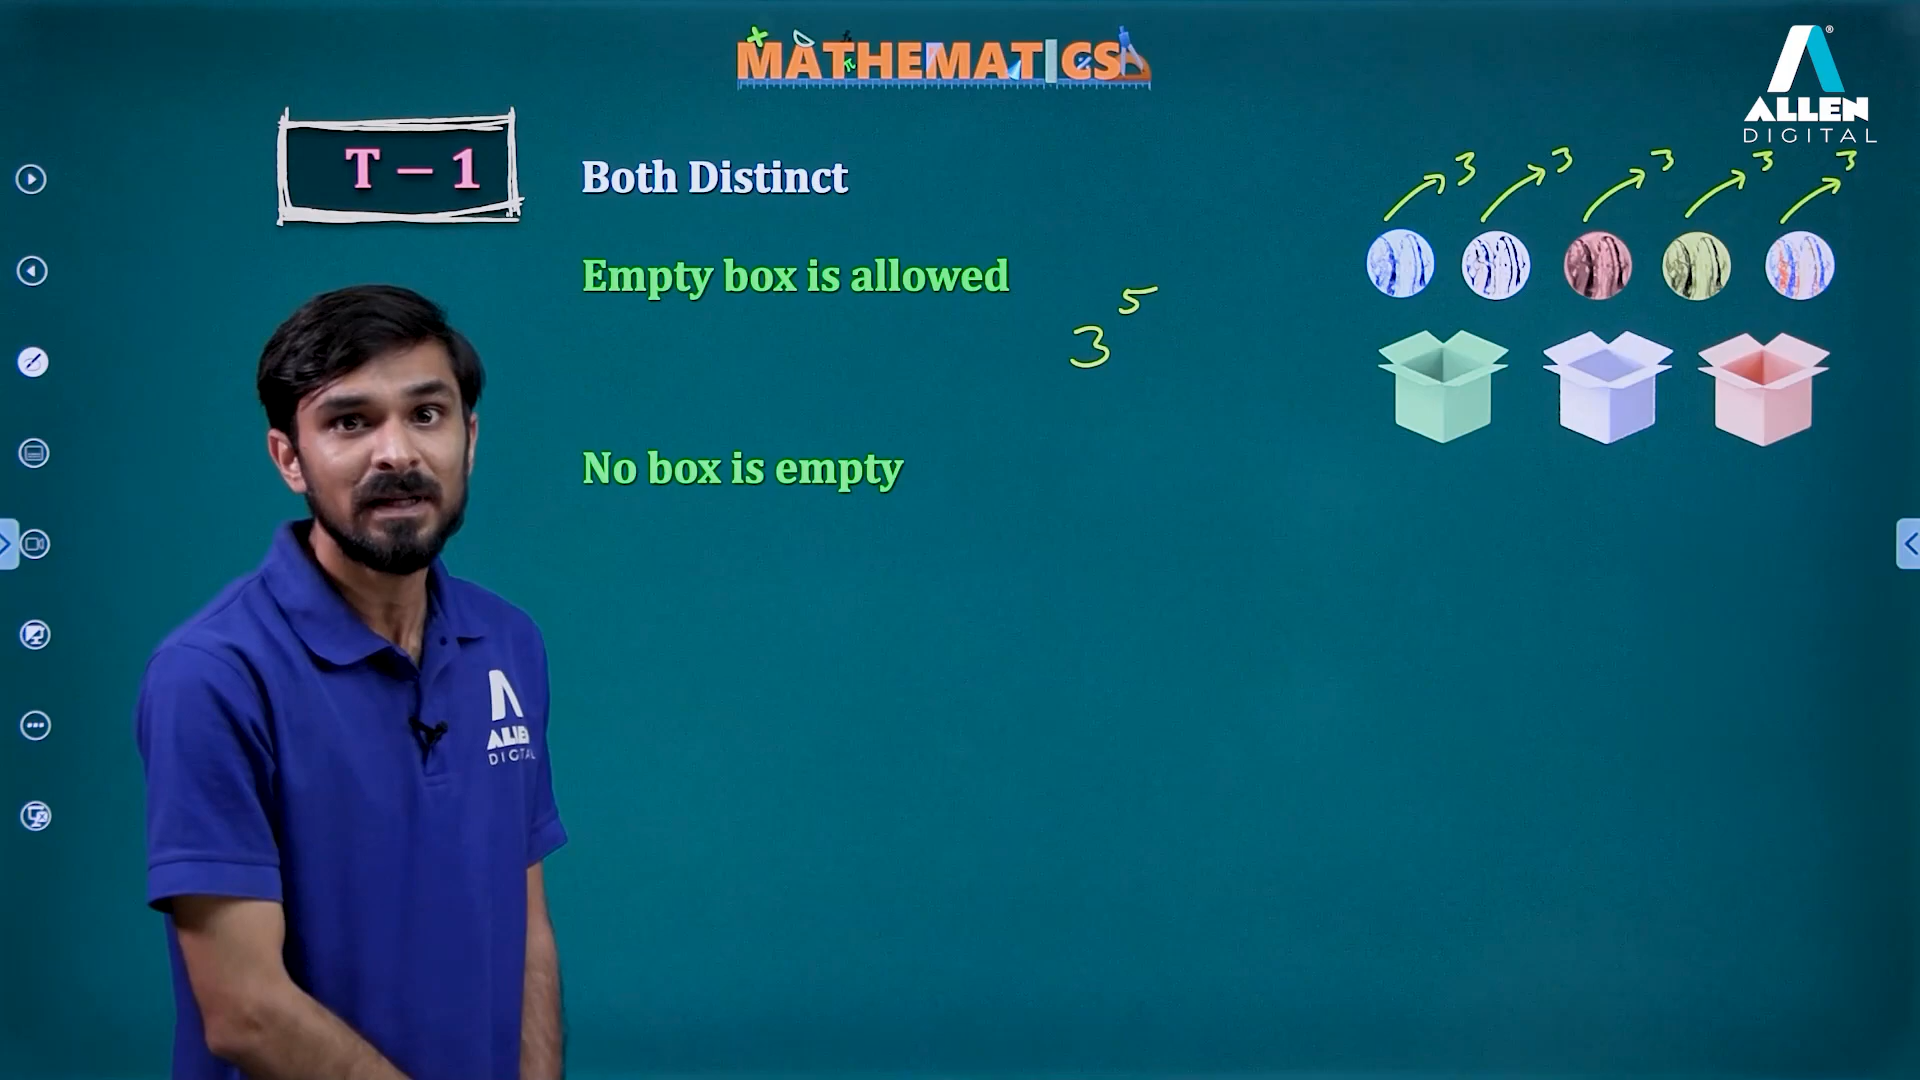 MATHEMATICS
ALLEN
DIGITAL
T – 1
Both Distinct
3 3 3 3 3
Empty box is allowed
3^5
No box is empty
ALLEN
DIGITAL